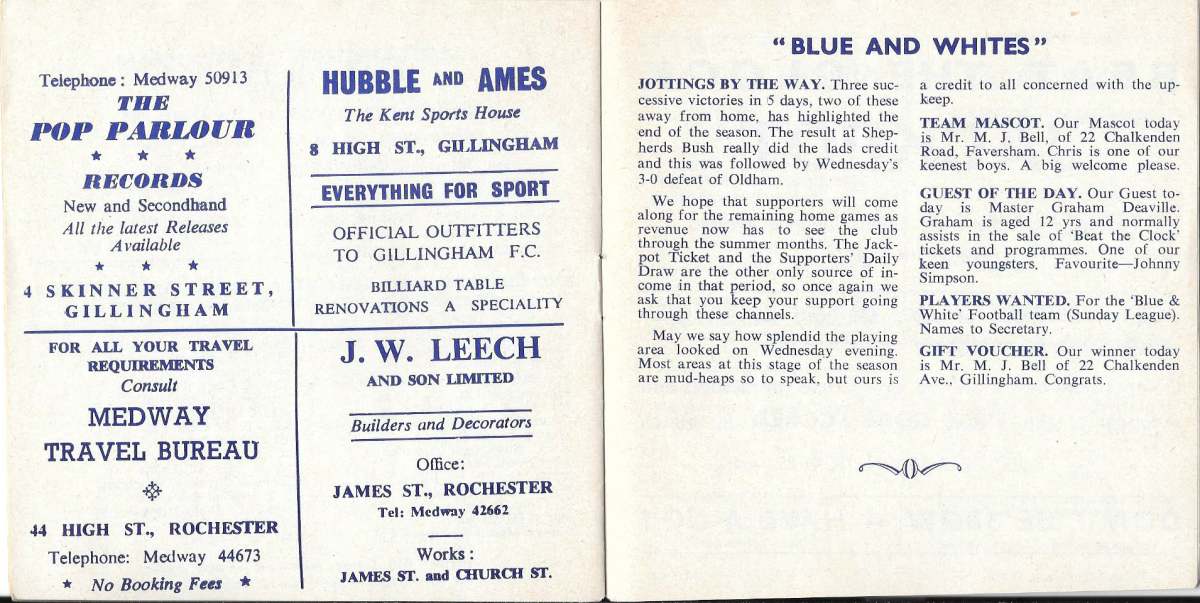 Telephone: Medway 50913
THE
POP PARLOUR
★ ★ ★
RECORDS
New and Secondhand
All the latest Releases
Available
★ ★ ★
4 SKINNER STREET,
GILLINGHAM
HUBBLE AND AMES
The Kent Sports House
8 HIGH ST., GILLINGHAM
EVERYTHING FOR SPORT
OFFICIAL OUTFITTERS
TO GILLINGHAM F.C.
BILLIARD TABLE
RENOVATIONS A SPECIALITY
FOR ALL YOUR TRAVEL
REQUIREMENTS
Consult
MEDWAY
TRAVEL BUREAU
44 HIGH ST., ROCHESTER
Telephone: Medway 44673
★ No Booking Fees ★
J. W. LEECH
AND SON LIMITED
Builders and Decorators
Office:
JAMES ST., ROCHESTER
Tel: Medway 42662
Works:
JAMES ST. and CHURCH ST.
"BLUE AND WHITES"
JOTTINGS BY THE WAY. Three suc-
cessive victories in 5 days, two of these
away from home, has highlighted the
end of the season. The result at Shep-
herds Bush really did the lads credit
and this was followed by Wednesday's
3-0 defeat of Oldham.
We hope that supporters will come
along for the remaining home games as
revenue now has to see the club
through the summer months. The Jack-
pot Ticket and the Supporters' Daily
Draw are the other only source of in-
come in that period, so once again we
ask that you keep your support going
through these channels.
May we say how splendid the playing
area looked on Wednesday evening.
Most areas at this stage of the season
are mud-heaps so to speak, but ours is
a credit to all concerned with the up-
keep.
TEAM MASCOT. Our Mascot today
is Mr. M. J. Bell, of 22 Chalkenden
Road, Faversham. Chris is one of our
keenest boys. A big welcome please.
GUEST OF THE DAY. Our Guest to-
day is Master Graham Deaville.
Graham is aged 12 yrs and normally
assists in the sale of 'Beat the Clock'
tickets and programmes. One of our
keen youngsters. Favourite—Johnny
Simpson.
PLAYERS WANTED. For the 'Blue &
White' Football team (Sunday League).
Names to Secretary.
GIFT VOUCHER. Our winner today
is Mr. M. J. Bell of 22 Chalkenden
Ave., Gillingham. Congrats.